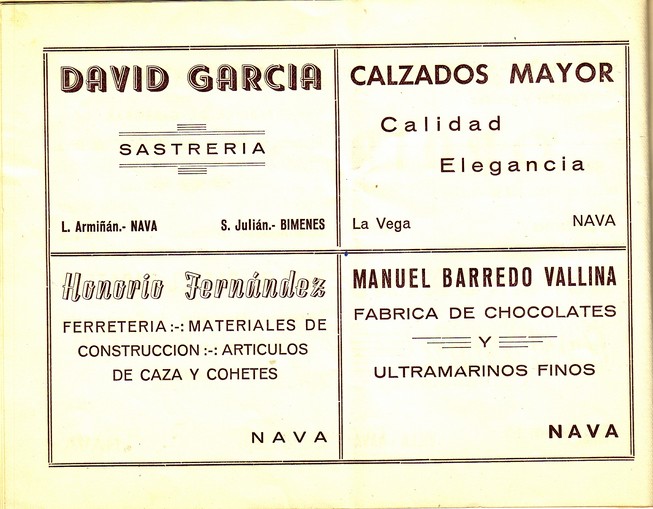 DAVID GARCIA
SASTRERIA
L. Armiñán.- NAVA
S. Julián.- BIMENES
CALZADOS MAYOR
Calidad
Elegancia
La Vega
NAVA
Honorio Fernández
FERRETERIA :-: MATERIALES DE
CONSTRUCCION :-: ARTICULOS
DE CAZA Y COHETES
NAVA
MANUEL BARREDO VALLINA
FABRICA DE CHOCOLATES
Y
ULTRAMARINOS FINOS
NAVA